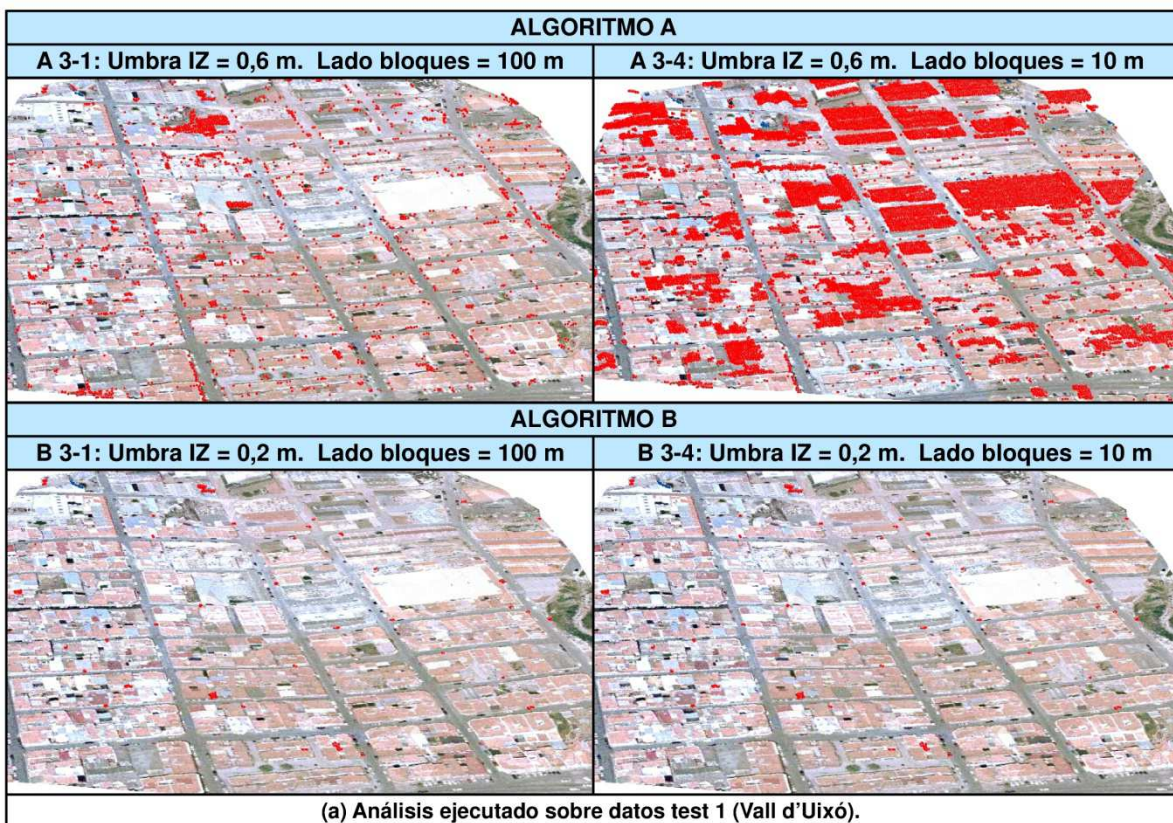 ALGORITMO A
A 3-1: Umbra IZ = 0,6 m. Lado bloques = 100 m
A 3-4: Umbra IZ = 0,6 m. Lado bloques = 10 m
ALGORITMO B
B 3-1: Umbra IZ = 0,2 m. Lado bloques = 100 m
B 3-4: Umbra IZ = 0,2 m. Lado bloques = 10 m
(a) Análisis ejecutado sobre datos test 1 (Vall d’Uixó).